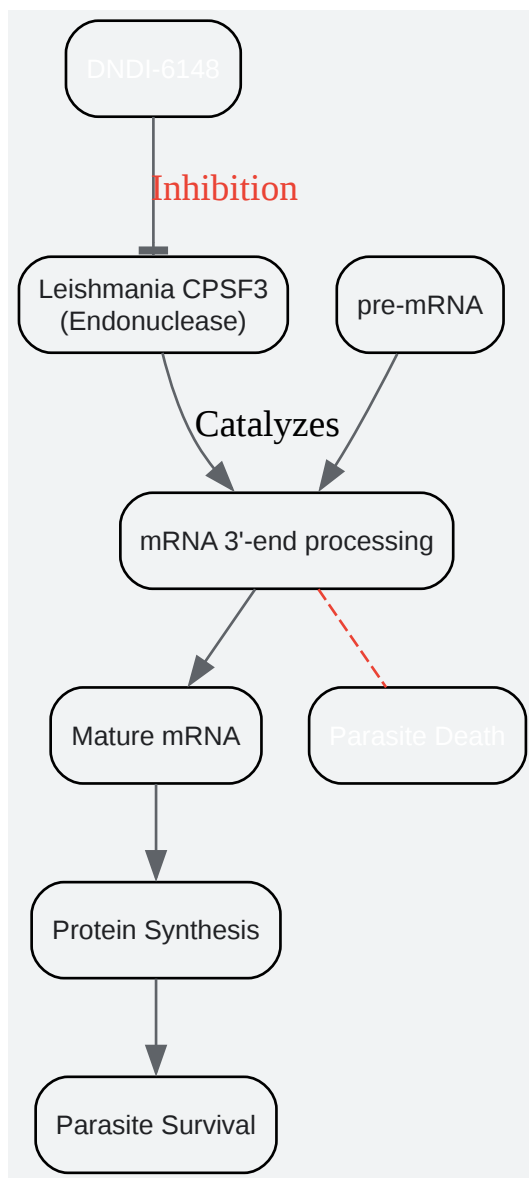 DNDI-6148
Inhibition
Leishmania CPSF3
(Endonuclease)
pre-mRNA
Catalyzes
mRNA 3'-end processing
Mature mRNA
Parasite Death
Protein Synthesis
Parasite Survival